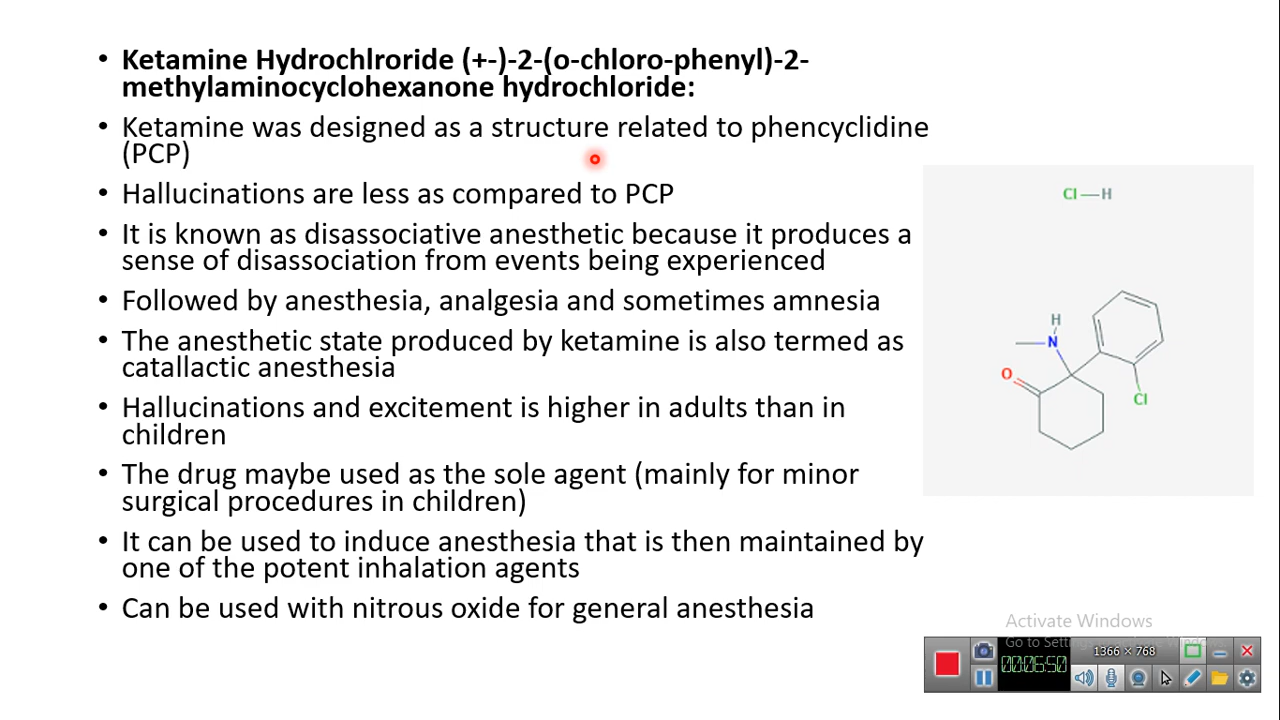 • Ketamine Hydrochlroride (+-)-2-(o-chloro-phenyl)-2-
methylaminocyclohexanone hydrochloride:
• Ketamine was designed as a structure related to phencyclidine
(PCP)
• Hallucinations are less as compared to PCP
• It is known as disassociative anesthetic because it produces a
sense of disassociation from events being experienced
• Followed by anesthesia, analgesia and sometimes amnesia
• The anesthetic state produced by ketamine is also termed as
catallactic anesthesia
• Hallucinations and excitement is higher in adults than in
children
• The drug maybe used as the sole agent (mainly for minor
surgical procedures in children)
• It can be used to induce anesthesia that is then maintained by
one of the potent inhalation agents
• Can be used with nitrous oxide for general anesthesia
Cl—H
H
N
O
Cl
Activate Windows
Go to Sett
1366 × 768
00:06:50